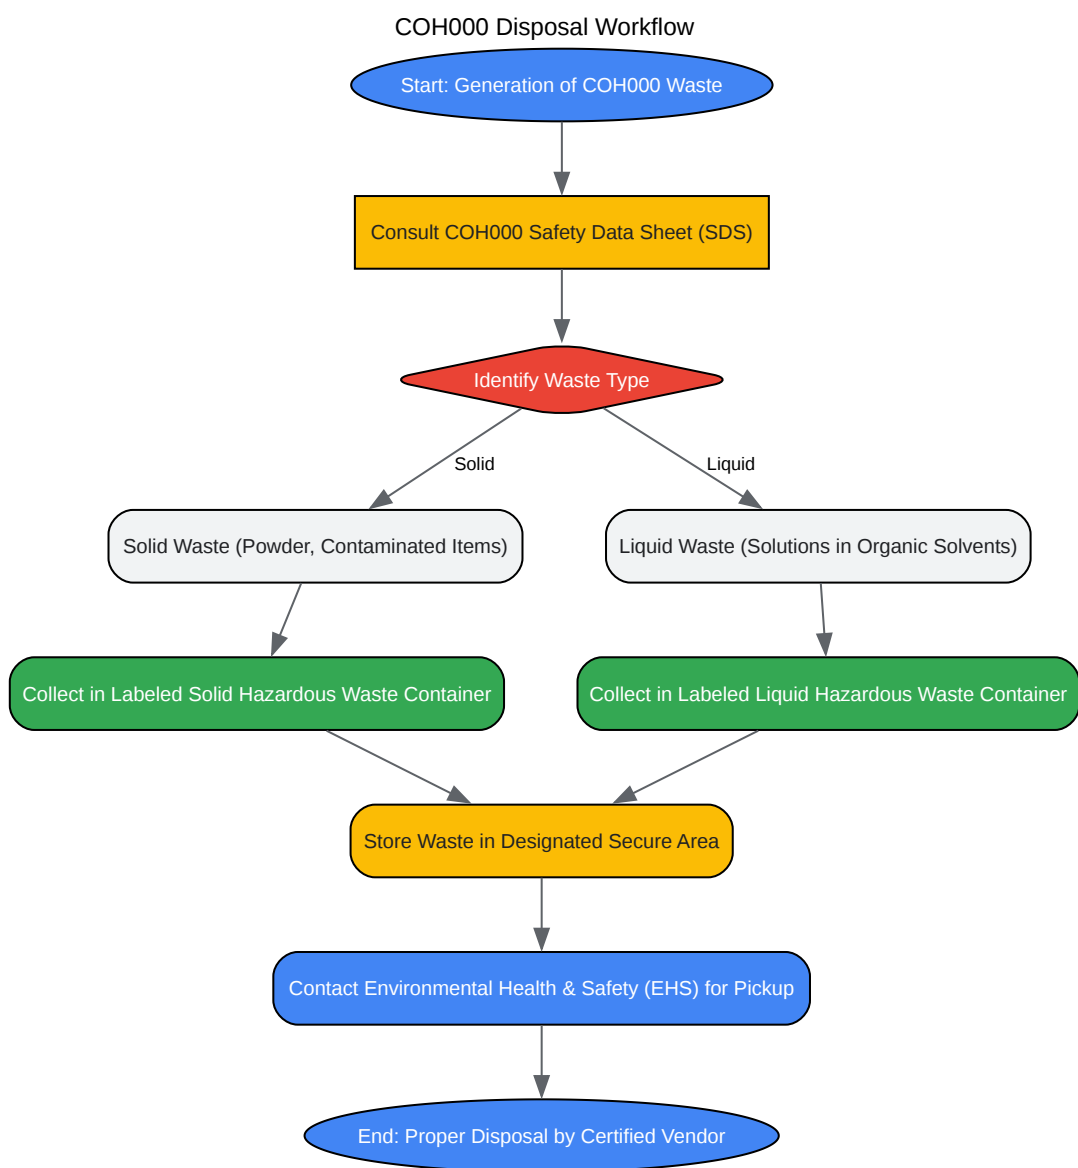 COH000 Disposal Workflow
Start: Generation of COH000 Waste
Consult COH000 Safety Data Sheet (SDS)
Identify Waste Type
Solid
Liquid
Solid Waste (Powder, Contaminated Items)
Liquid Waste (Solutions in Organic Solvents)
Collect in Labeled Solid Hazardous Waste Container
Collect in Labeled Liquid Hazardous Waste Container
Store Waste in Designated Secure Area
Contact Environmental Health & Safety (EHS) for Pickup
End: Proper Disposal by Certified Vendor